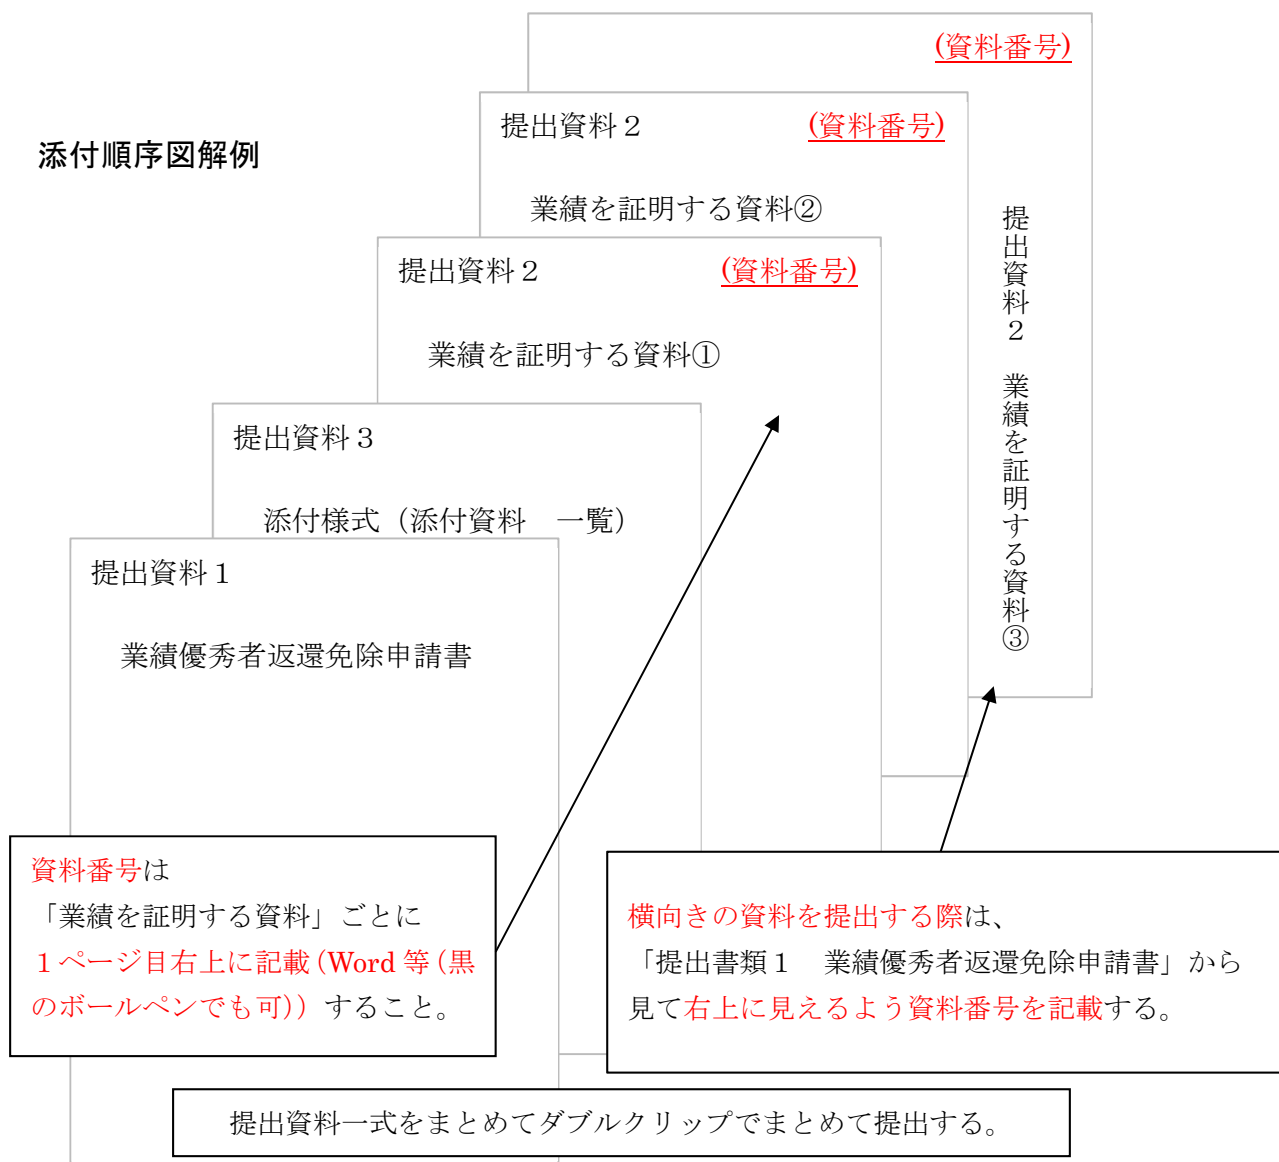 添付順序図解例
(資料番号)
提出資料２　業績を証明する資料③
提出資料２ (資料番号)
業績を証明する資料②
提出資料２ (資料番号)
業績を証明する資料①
提出資料３
添付様式（添付資料　一覧）
提出資料１
業績優秀者返還免除申請書
資料番号は
「業績を証明する資料」ごとに
１ページ目右上に記載(Word 等(黒
のボールペンでも可)）すること。
横向きの資料を提出する際は、
「提出書類１　業績優秀者返還免除申請書」から
見て右上に見えるよう資料番号を記載する。
提出資料一式をまとめてダブルクリップでまとめて提出する。